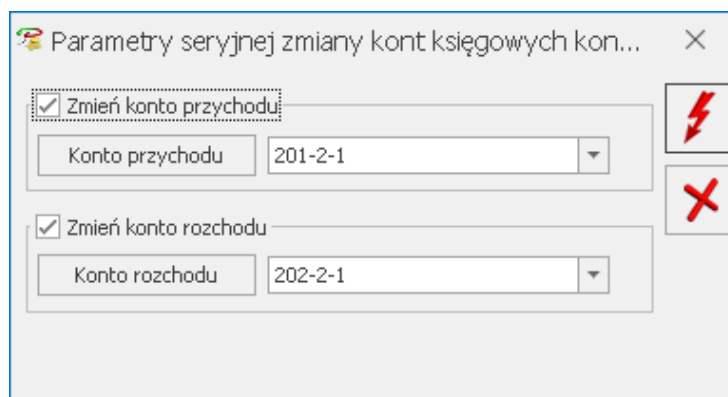 Parametry seryjnej zmiany kont księgowych kon...
Zmień konto przychodu
Konto przychodu 201-2-1
Zmień konto rozchodu
Konto rozchodu 202-2-1